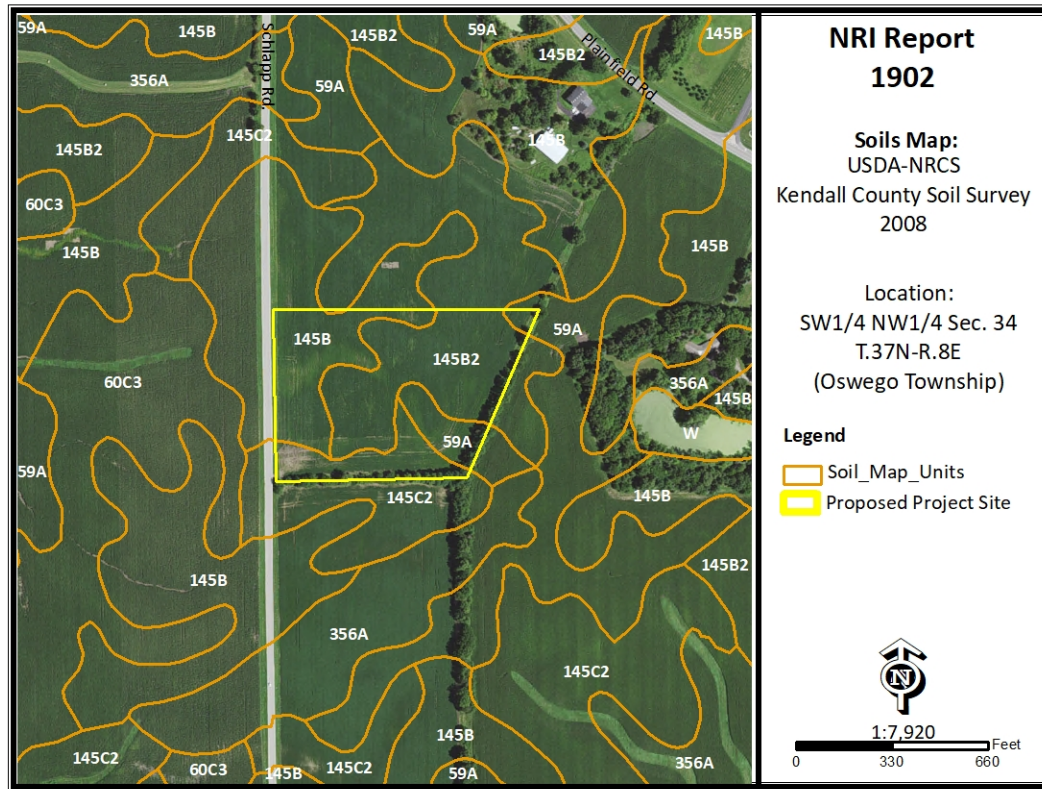 59A
145B
145B2
59A
145B
Schlapp Rd.
145B2
Plainfield Rd.
356A
59A
145C2
145B
145B2
60C3
145B
145B
59A
145B
145B2
356A
145B
60C3
W
59A
59A
145C2
145B
145B2
145B
356A
145C2
145B
145C2
60C3
145B
145C2
59A
356A
NRI Report
1902
Soils Map:
USDA-NRCS
Kendall County Soil Survey
2008
Location:
SW1/4 NW1/4 Sec. 34
T.37N-R.8E
(Oswego Township)
Legend
Soil_Map_Units
Proposed Project Site
N
1:7,920
Feet
0 330 660